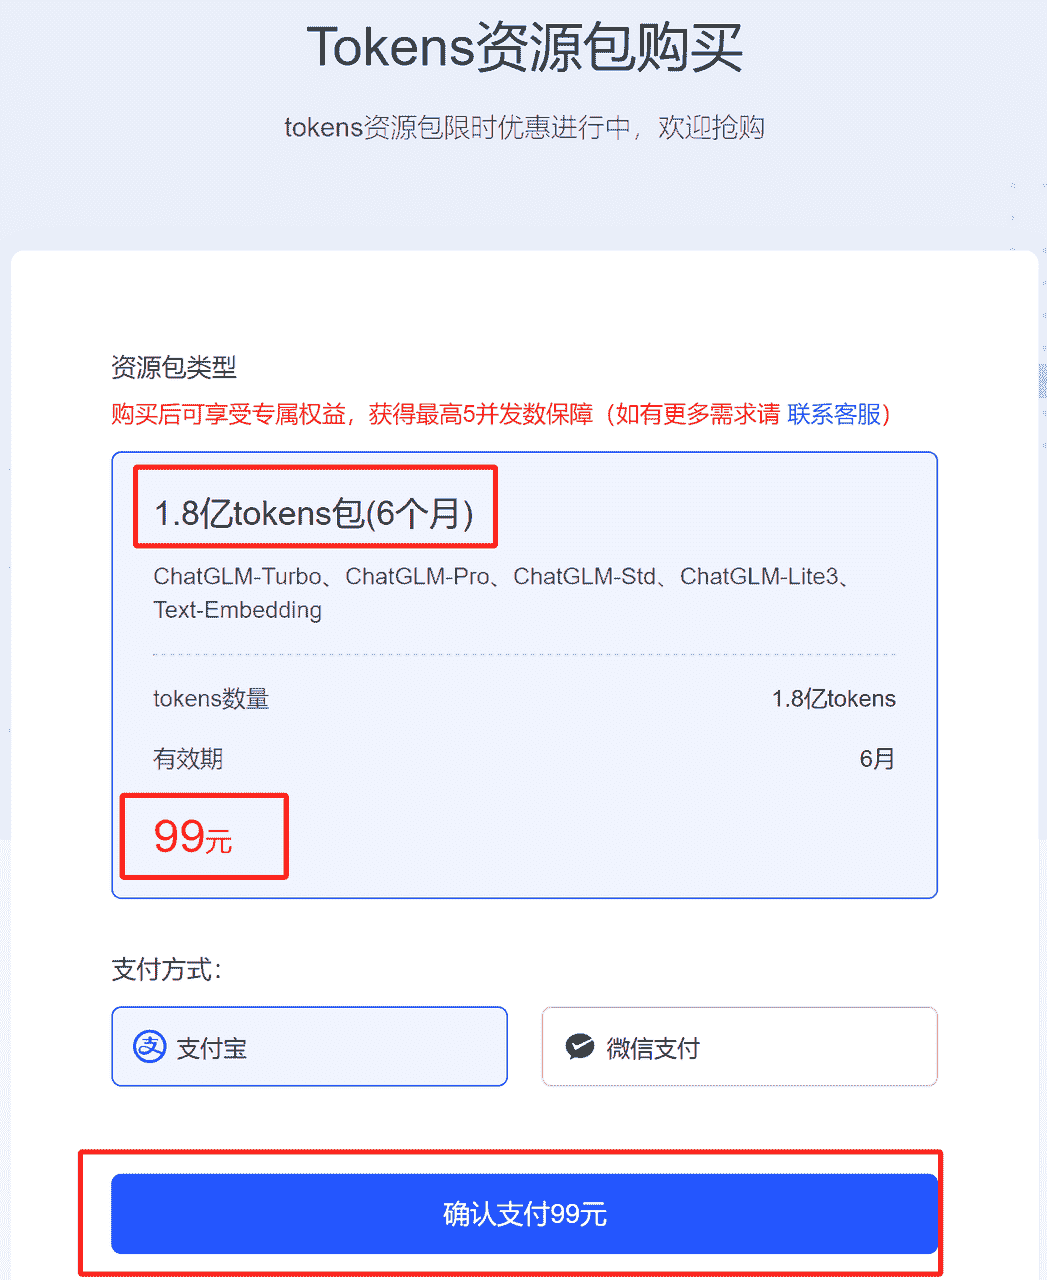 Tokens资源包购买
tokens资源包限时优惠进行中，欢迎抢购
资源包类型
购买后可享受专属权益，获得最高5并发数保障（如有更多需求请 联系客服）
1.8亿tokens包(6个月)
ChatGLM-Turbo、ChatGLM-Pro、ChatGLM-Std、ChatGLM-Lite3、
Text-Embedding
tokens数量 1.8亿tokens
有效期 6月
99元
支付方式：
支付宝 微信支付
确认支付99元